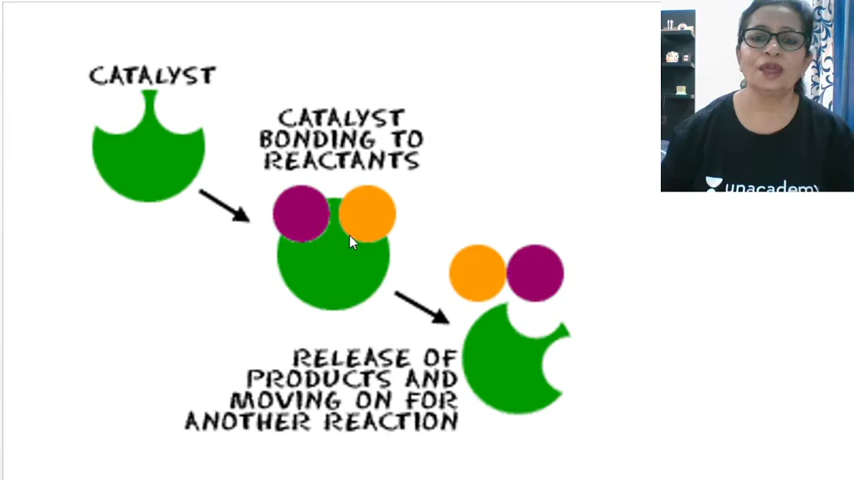 CATALYST
CATALYST
BONDING TO
REACTANTS
RELEASE OF
PRODUCTS AND
MOVING ON FOR
ANOTHER REACTION
unacademy